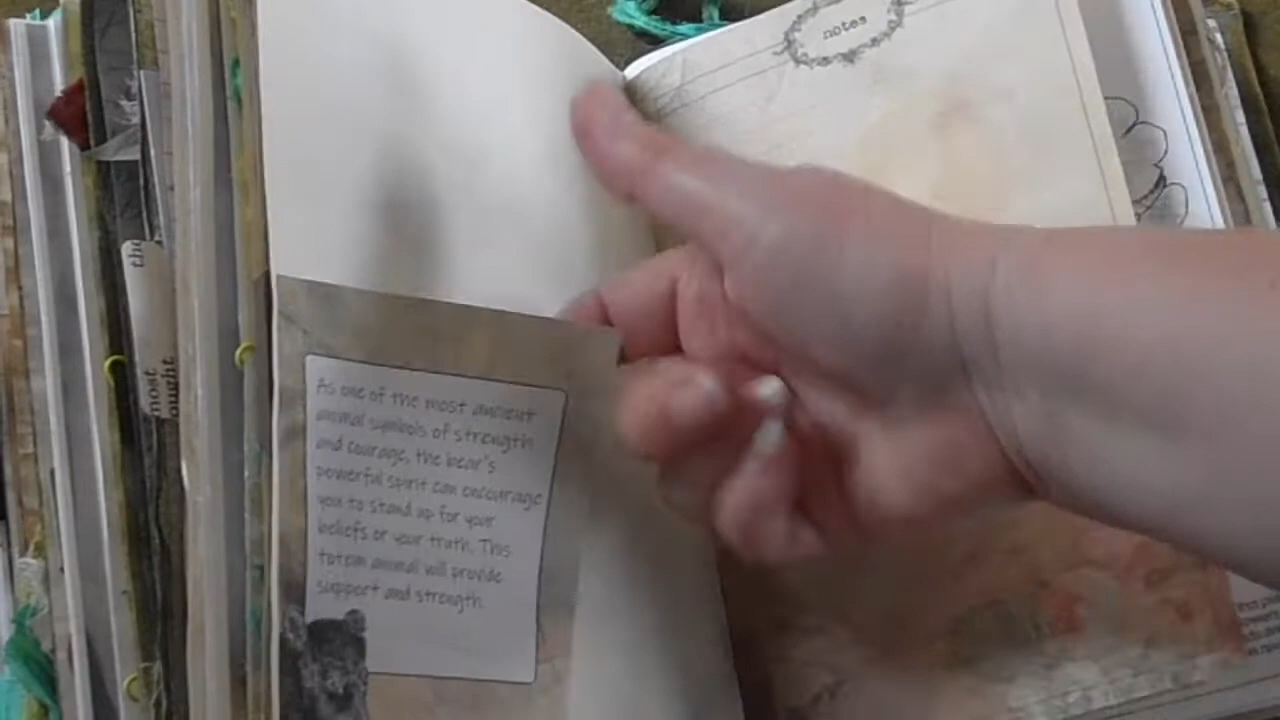 notes
the
most
ought
As one of the most ancient
animal symbols of strength
and courage, the bear's
powerful spirit can encourage
you to stand up for your
beliefs or your truth. This
totem animal will provide
support and strength.